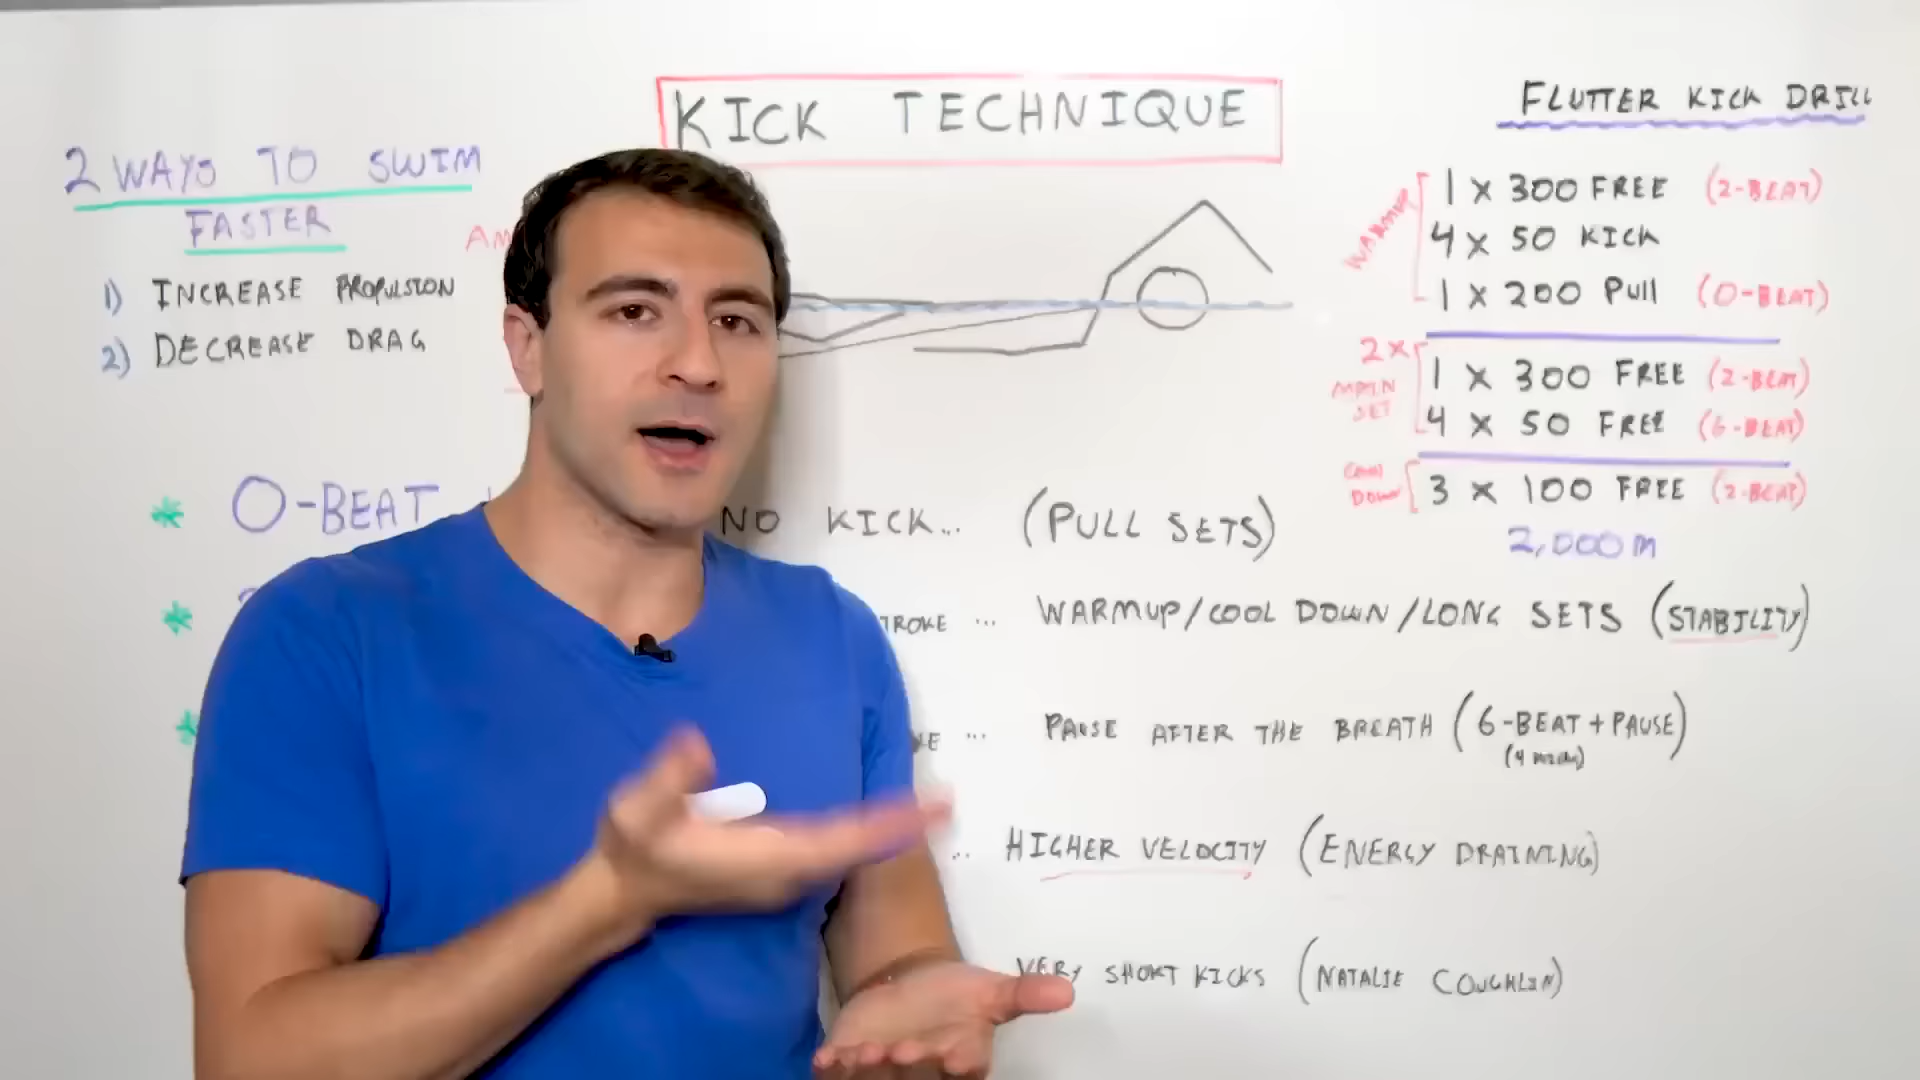 KICK TECHNIQUE
2 WAYS TO SWIM
FASTER
1) INCREASE PROPULSION
2) DECREASE DRAG
AM
FLUTTER KICK DRILL
WARMUP
1 x 300 FREE (2-BEAT)
4 x 50 KICK
1 x 200 PULL (0-BEAT)
2x
MAIN
SET
1 x 300 FREE (2-BEAT)
4 x 50 FREE (6-BEAT)
COOL
DOWN
3 x 100 FREE (2-BEAT)
2,000m
* 0-BEAT NO KICK... (PULL SETS)
* TROKE ... WARMUP/COOL DOWN/LONG SETS (STABILITY)
* KE ... PAUSE AFTER THE BREATH (6-BEAT + PAUSE)
... HIGHER VELOCITY (ENERGY DRAINING)
VERY SHORT KICKS (NATALIE COUGHLIN)